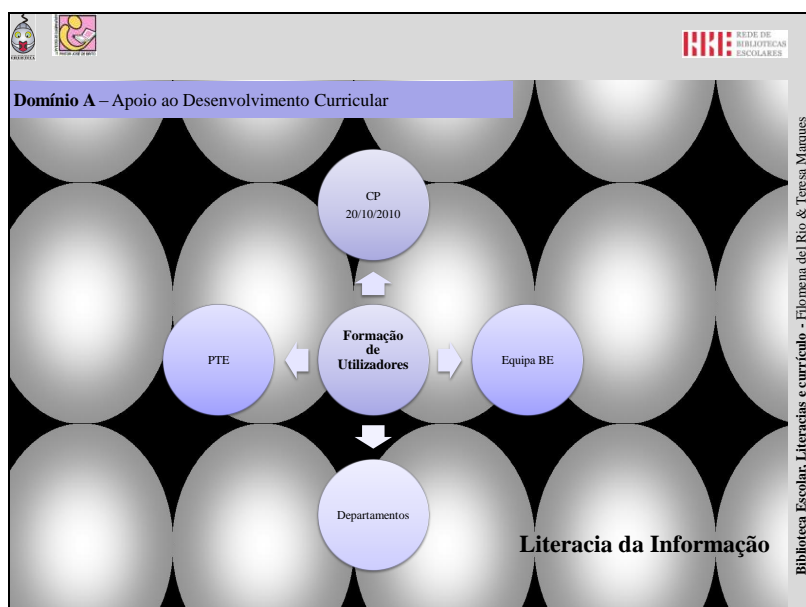 REDE DE
BIBLIOTECAS
ESCOLARES
Domínio A – Apoio ao Desenvolvimento Curricular
CP
20/10/2010
PTE
Formação
de
Utilizadores
Equipa BE
Departamentos
Literacia da Informação
Biblioteca Escolar, Literacias e currículo - Filomena del Rio & Teresa Marques